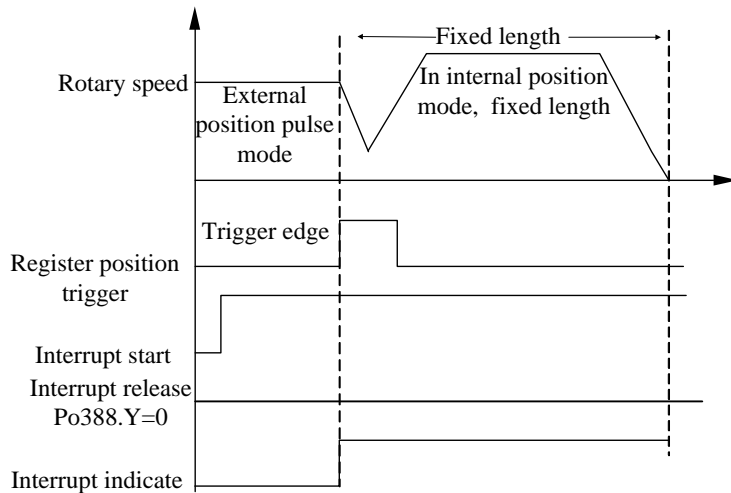 Fixed length
Rotary speed
External
position pulse
mode
In internal position
mode, fixed length
Trigger edge
Register position
trigger
Interrupt start
Interrupt release
Po388.Y=0
Interrupt indicate